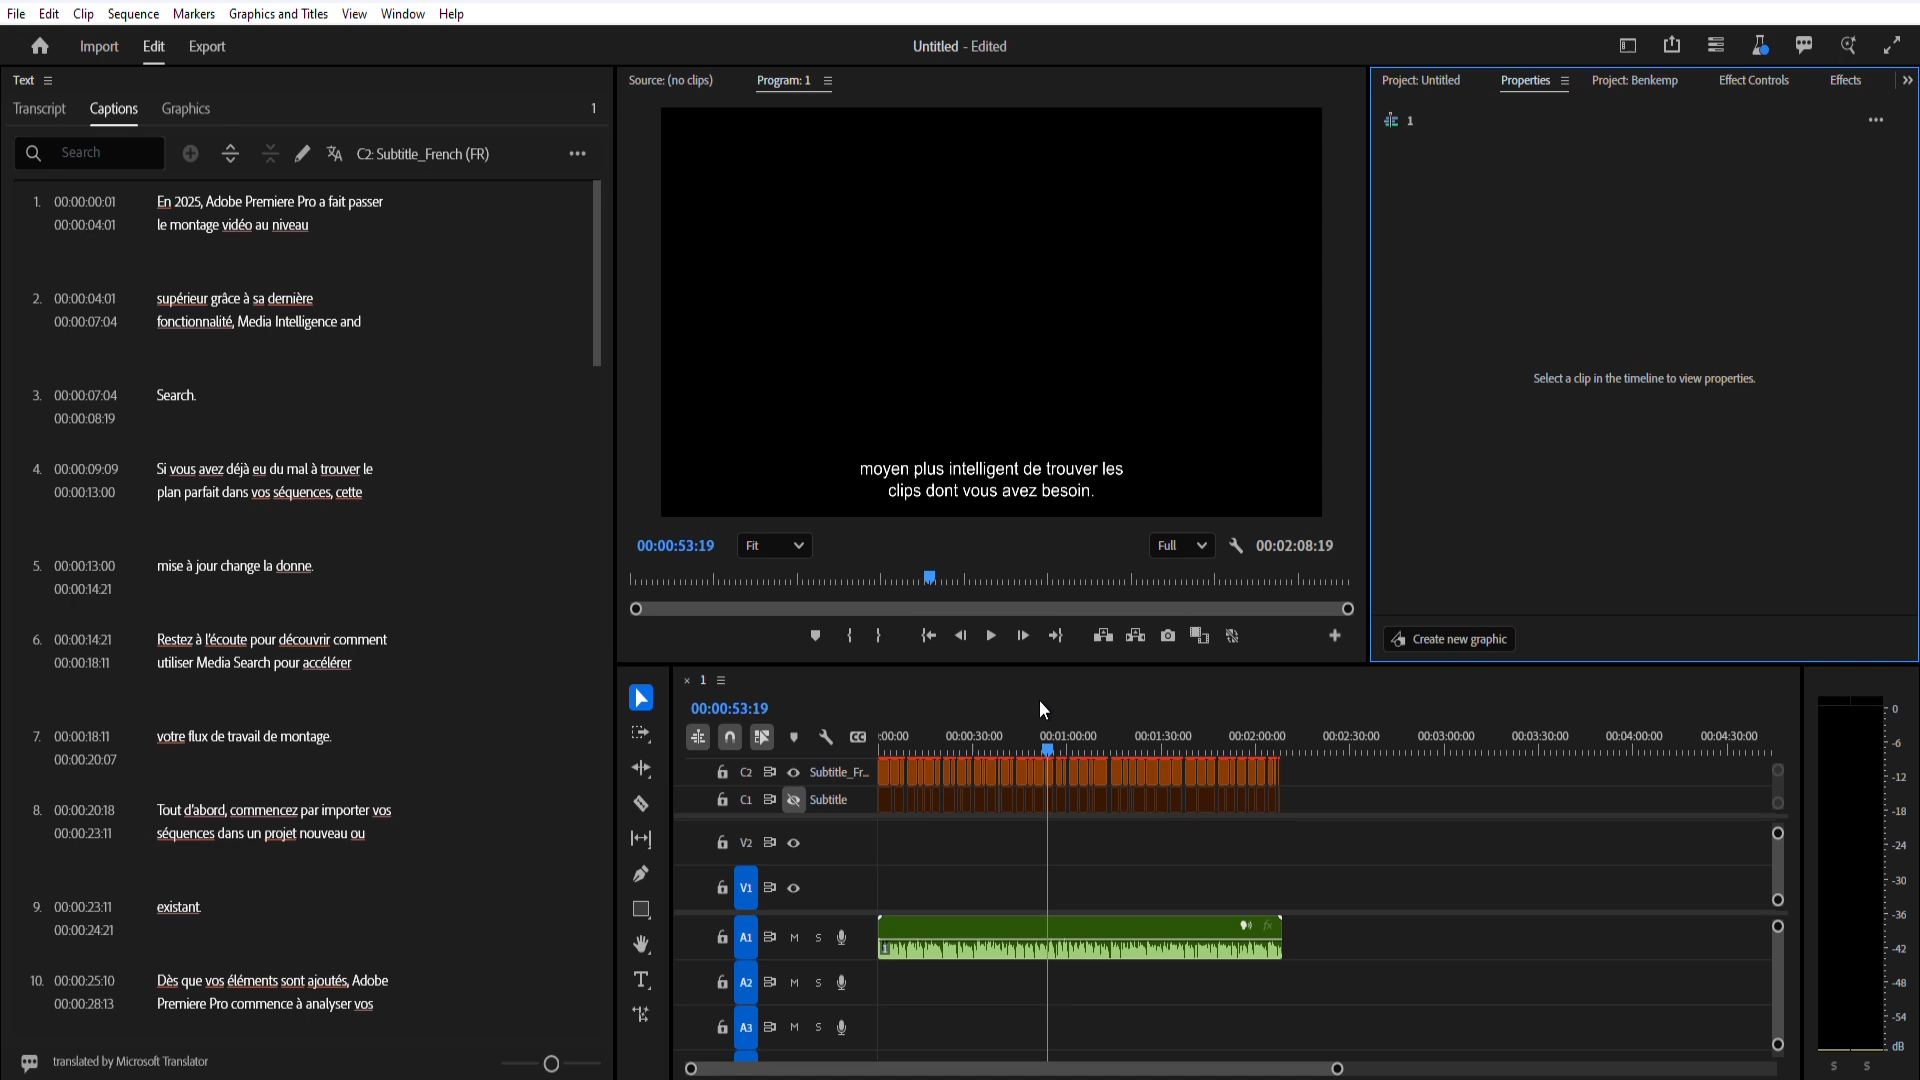 File Edit Clip Sequence Markers Graphics and Titles View Window Help
Import Edit Export Untitled - Edited
Text
Transcript Captions Graphics 1
Search C2: Subtitle_French (FR)
1. 00:00:00:01 En 2025, Adobe Premiere Pro a fait passer
00:00:04:01 le montage vidéo au niveau
2. 00:00:04:01 supérieur grâce à sa dernière
00:00:07:04 fonctionnalité, Media Intelligence and
3. 00:00:07:04 Search.
00:00:08:19
4. 00:00:09:09 Si vous avez déjà eu du mal à trouver le
00:00:13:00 plan parfait dans vos séquences, cette
5. 00:00:13:00 mise à jour change la donne.
00:00:14:21
6. 00:00:14:21 Restez à l'écoute pour découvrir comment
00:00:18:11 utiliser Media Search pour accélérer
7. 00:00:18:11 votre flux de travail de montage.
00:00:20:07
8. 00:00:20:18 Tout d'abord, commencez par importer vos
00:00:23:11 séquences dans un projet nouveau ou
9. 00:00:23:11 existant.
00:00:24:21
10. 00:00:25:10 Dès que vos éléments sont ajoutés, Adobe
00:00:28:13 Premiere Pro commence à analyser vos
translated by Microsoft Translator
Source: (no clips) Program: 1
moyen plus intelligent de trouver les
clips dont vous avez besoin.
00:00:53:19 Fit Full 00:02:08:19
Project: Untitled Properties Project: Benkemp Effect Controls Effects
1
Select a clip in the timeline to view properties.
Create new graphic
× 1
00:00:53:19
:00:00 00:00:30:00 00:01:00:00 00:01:30:00 00:02:00:00 00:02:30:00 00:03:00:00 00:03:30:00 00:04:00:00 00:04:30:00
C2 Subtitle_Fr...
C1 Subtitle
V2
V1
A1 M S fx
1
A2 M S
A3 M S
0
-6
-12
-18
-24
-30
-36
-42
-48
-54
dB
S S